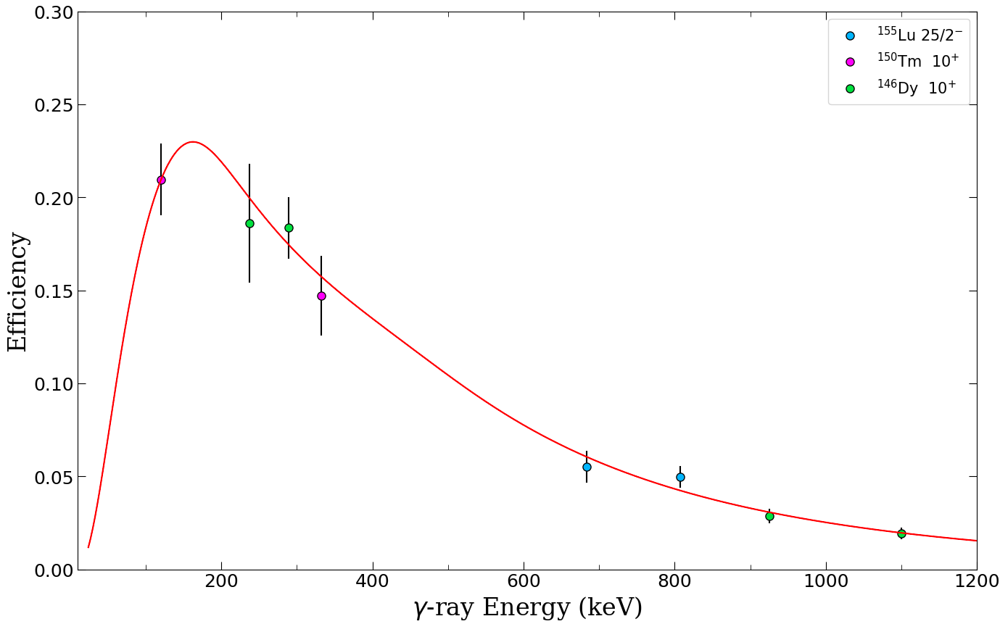 0.30
0.25
0.20
0.15
0.10
0.05
0.00
Efficiency
¹⁵⁵Lu 25/2⁻
¹⁵⁰Tm 10⁺
¹⁴⁶Dy 10⁺
200 400 600 800 1000 1200
γ-ray Energy (keV)